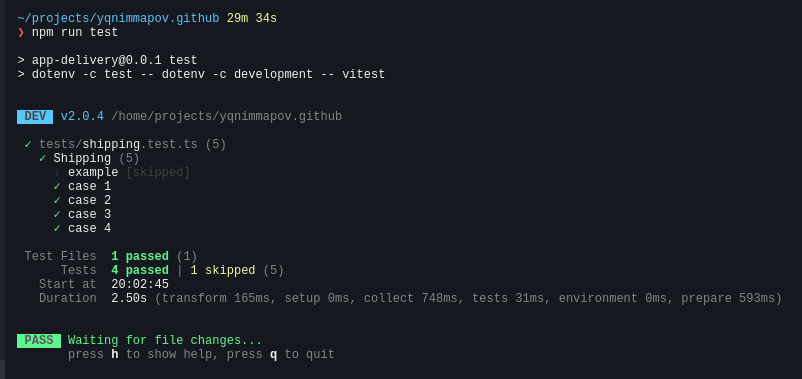 ~/projects/yqnimmapov.github 29m 34s
❯ npm run test
> app-delivery@0.0.1 test
> dotenv -c test -- dotenv -c development -- vitest
DEV v2.0.4 /home/projects/yqnimmapov.github
✓ tests/shipping.test.ts (5)
✓ Shipping (5)
↓ example [skipped]
✓ case 1
✓ case 2
✓ case 3
✓ case 4
Test Files 1 passed (1)
Tests 4 passed | 1 skipped (5)
Start at 20:02:45
Duration 2.50s (transform 165ms, setup 0ms, collect 748ms, tests 31ms, environment 0ms, prepare 593ms)
PASS Waiting for file changes...
press h to show help, press q to quit